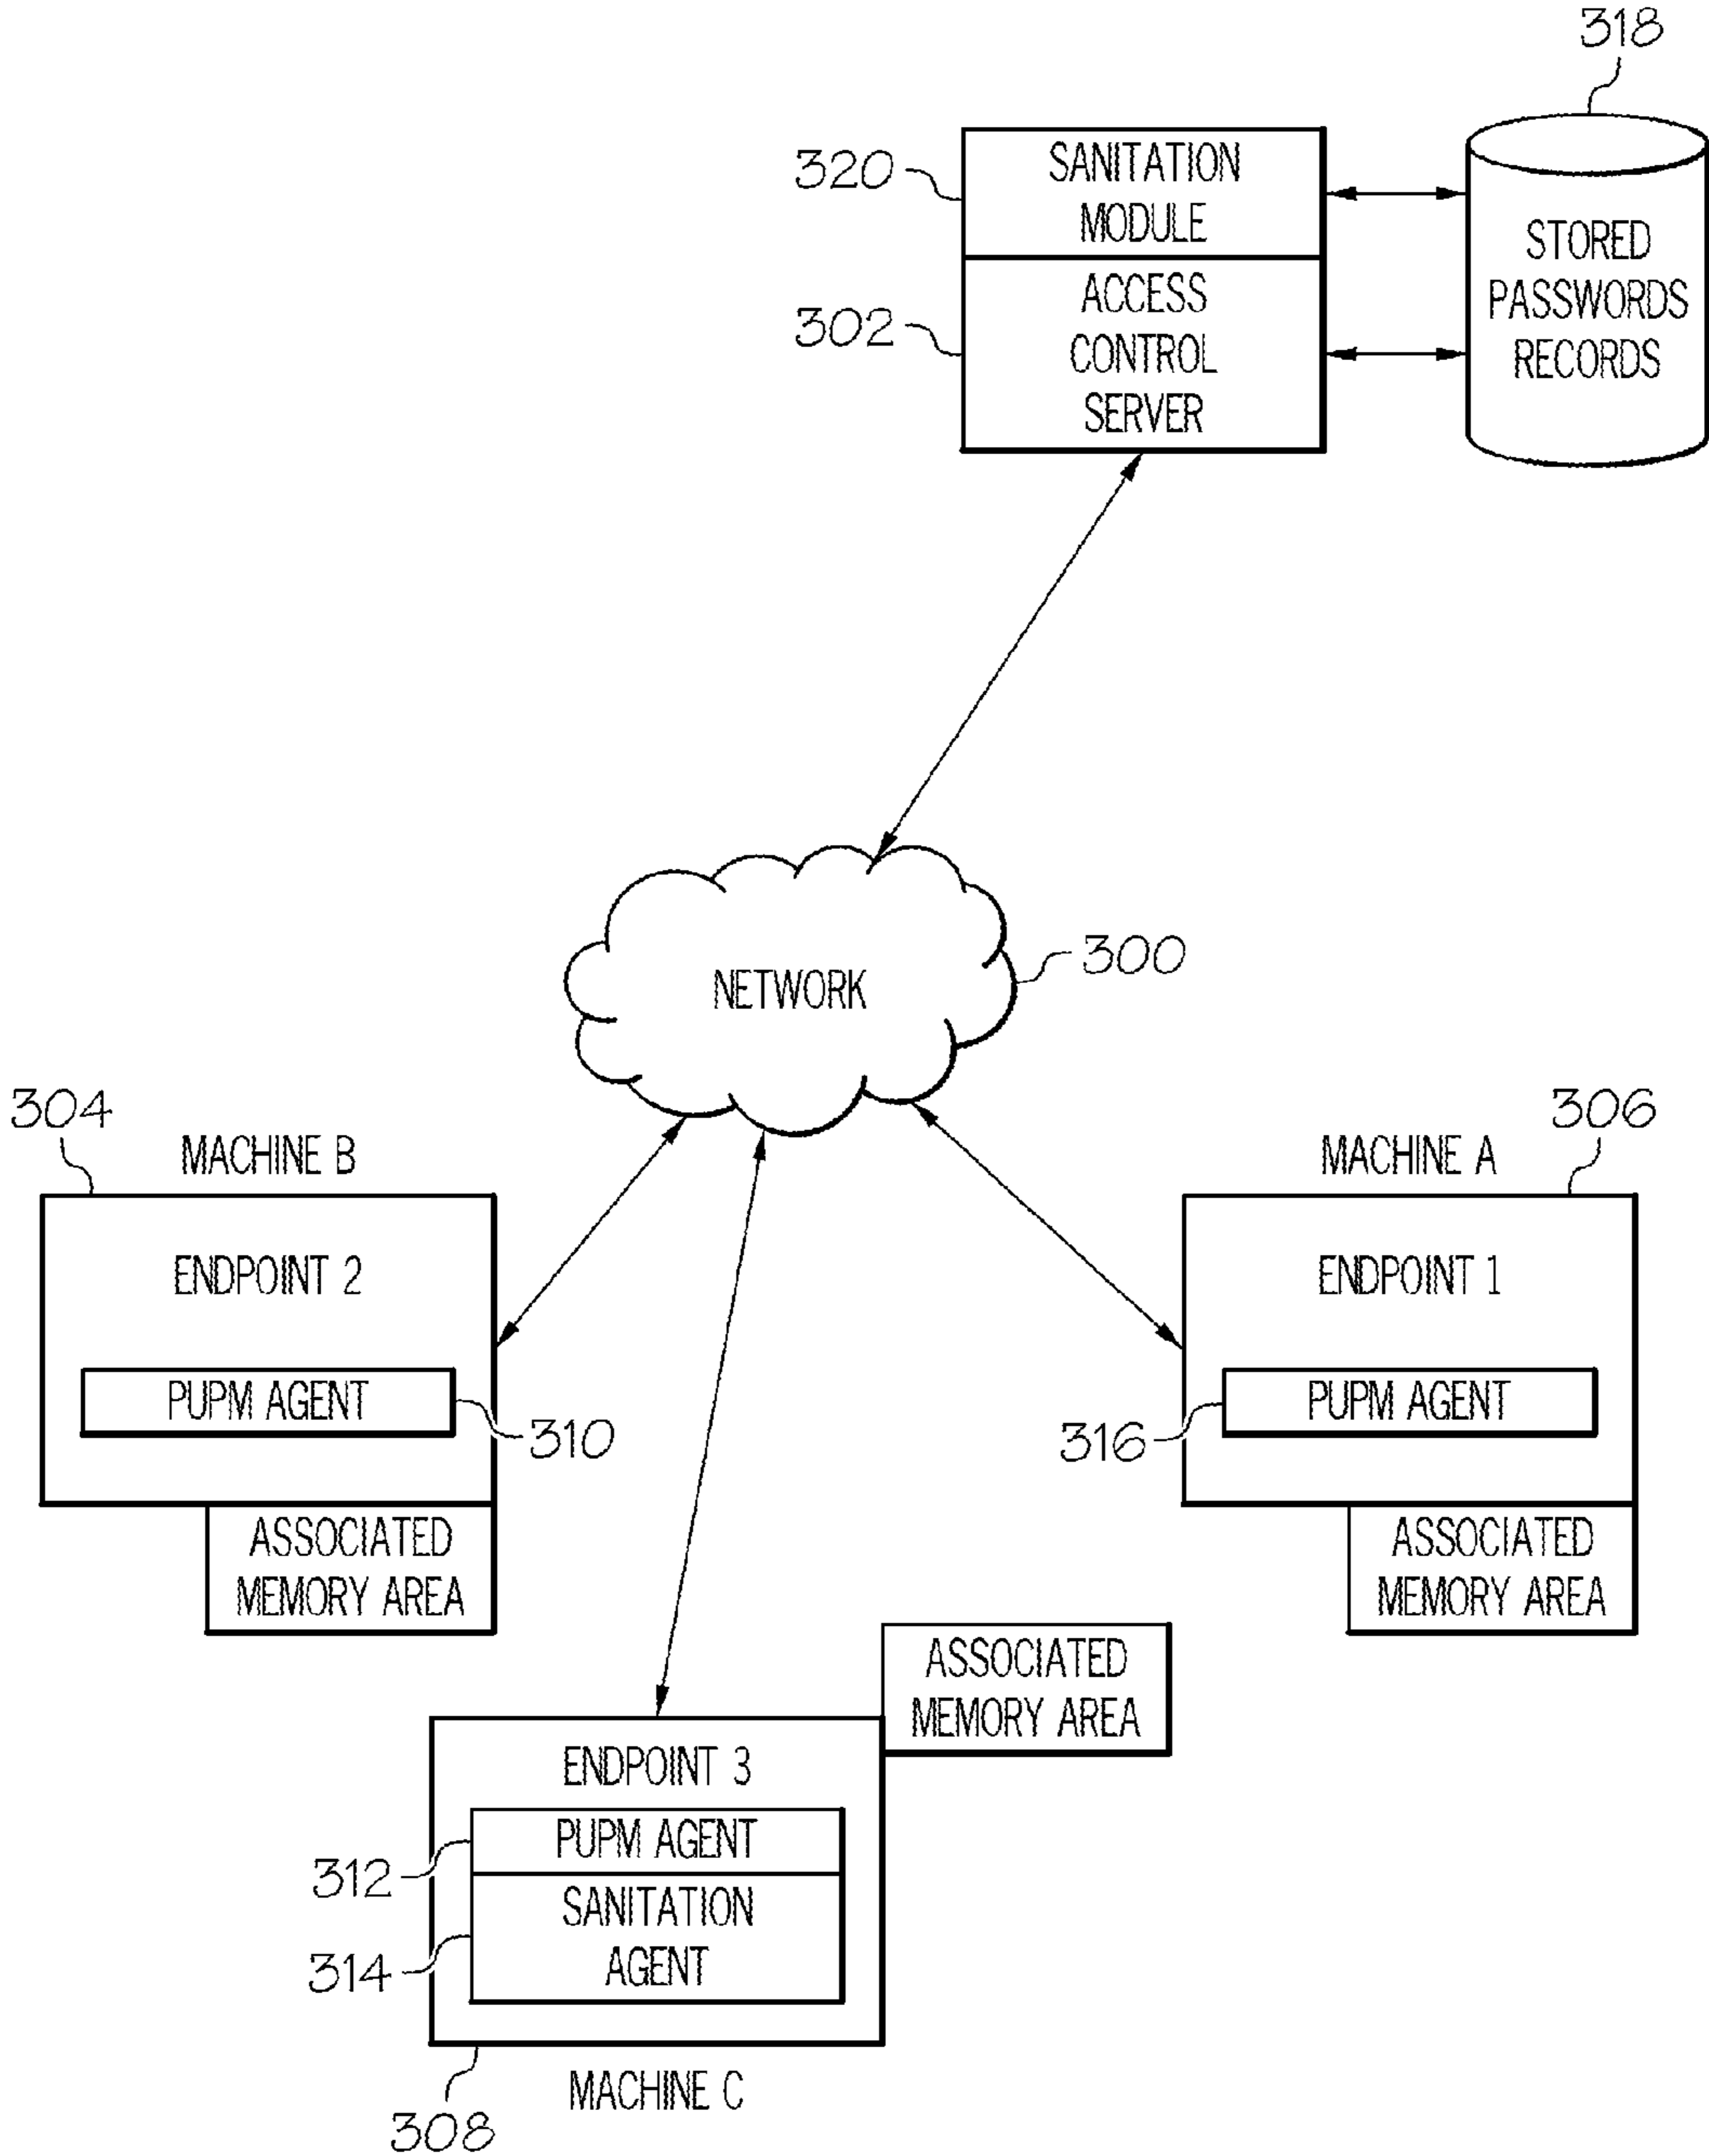 318
320
SANITATION
MODULE
302
ACCESS
CONTROL
SERVER
STORED
PASSWORDS
RECORDS
NETWORK
300
304
MACHINE B
ENDPOINT 2
PUPM AGENT
310
ASSOCIATED
MEMORY AREA
306
MACHINE A
ENDPOINT 1
PUPM AGENT
316
ASSOCIATED
MEMORY AREA
ASSOCIATED
MEMORY AREA
ENDPOINT 3
PUPM AGENT
312
SANITATION
AGENT
314
MACHINE C
308